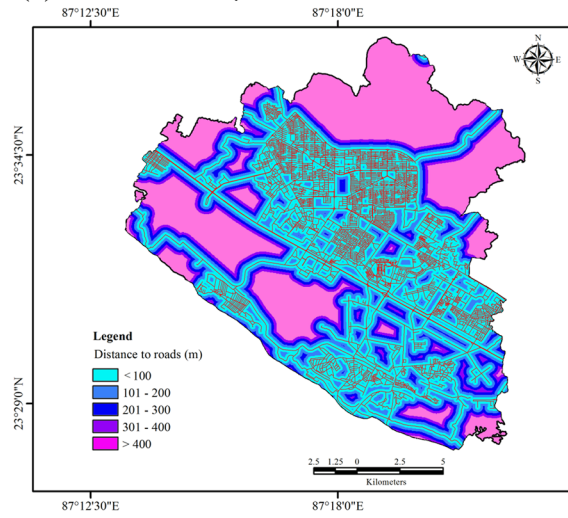 87°12'30"E 87°18'0"E
N
W E
S
23°34'30"N
23°29'0"N
Legend
Distance to roads (m)
< 100
101 - 200
201 - 300
301 - 400
> 400
2.5 1.25 0 2.5 5
Kilometers
87°12'30"E 87°18'0"E